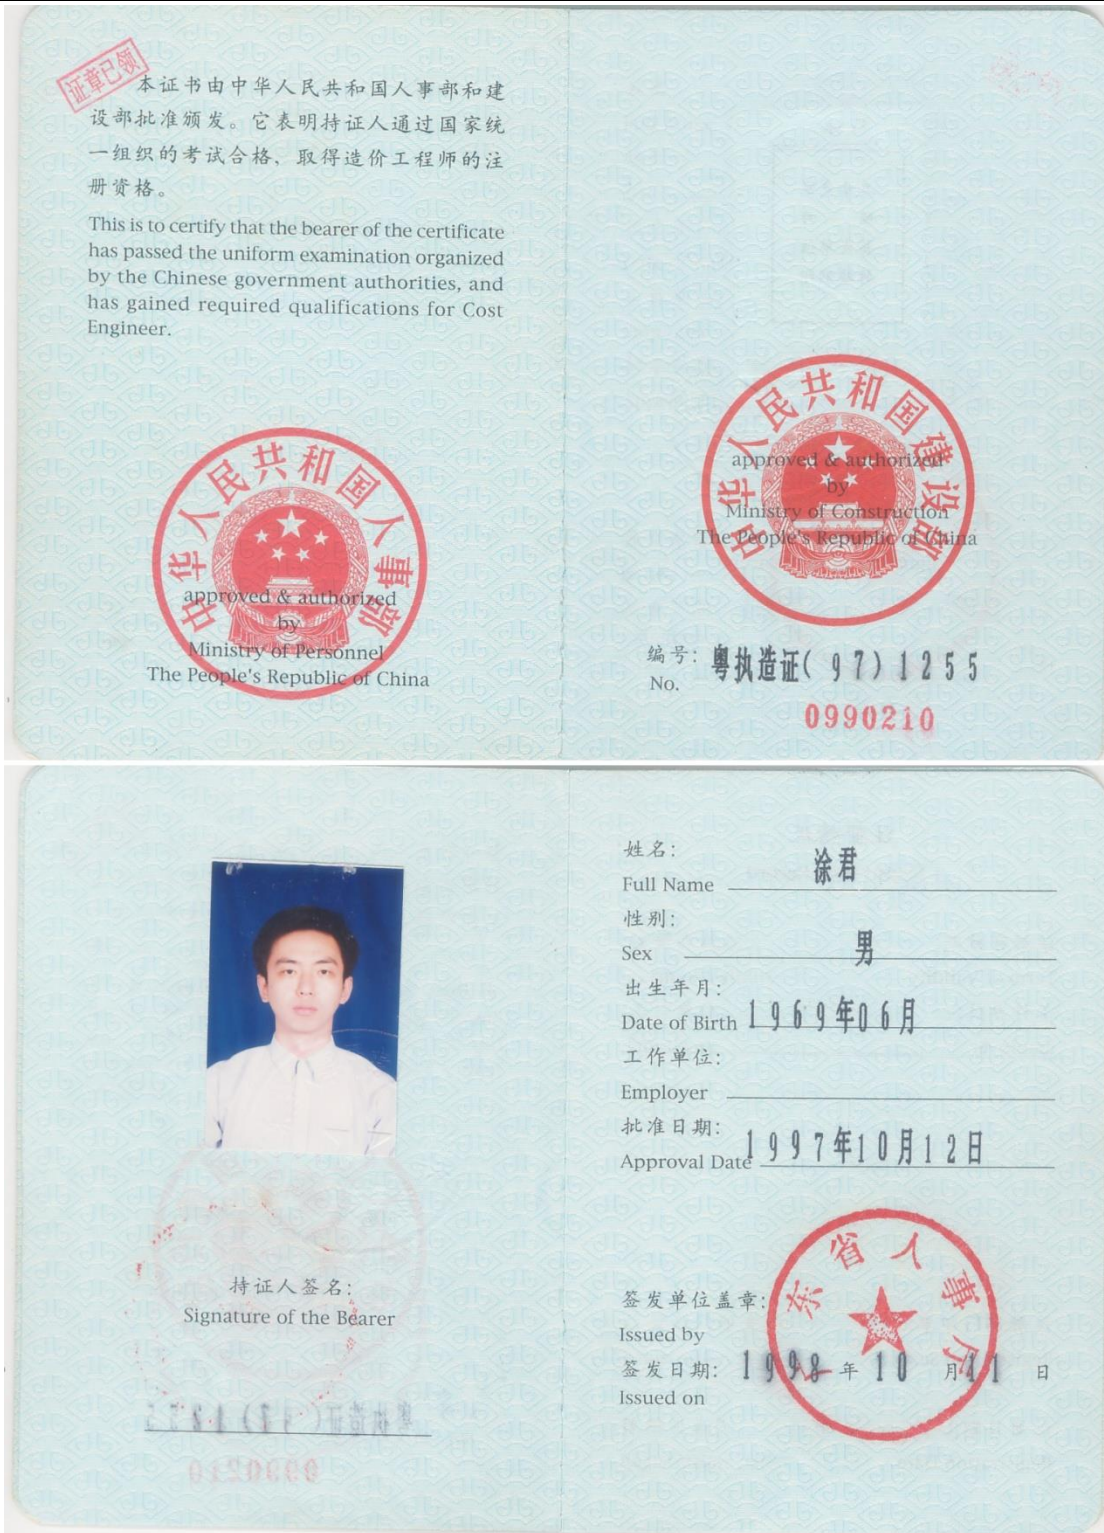 证章已领
本证书由中华人民共和国人事部和建
设部批准颁发。它表明持证人通过国家统
一组织的考试合格、取得造价工程师的注
册资格。
This is to certify that the bearer of the certificate
has passed the uniform examination organized
by the Chinese government authorities, and
has gained required qualifications for Cost
Engineer.
中华人民共和国人事部
approved & authorized
by
Ministry of Personnel
The People's Republic of China
中华人民共和国建设部
approved & authorized
by
Ministry of Construction
The People's Republic of China
编号: 粤执造证(97)1255
No.
0990210
持证人签名:
Signature of the Bearer
姓名: 涂君
Full Name
性别: 男
Sex
出生年月: 1969年06月
Date of Birth
工作单位:
Employer
批准日期: 1997年10月12日
Approval Date
东省人事厅
签发单位盖章:
Issued by
签发日期: 1998 年 10 月 11 日
Issued on